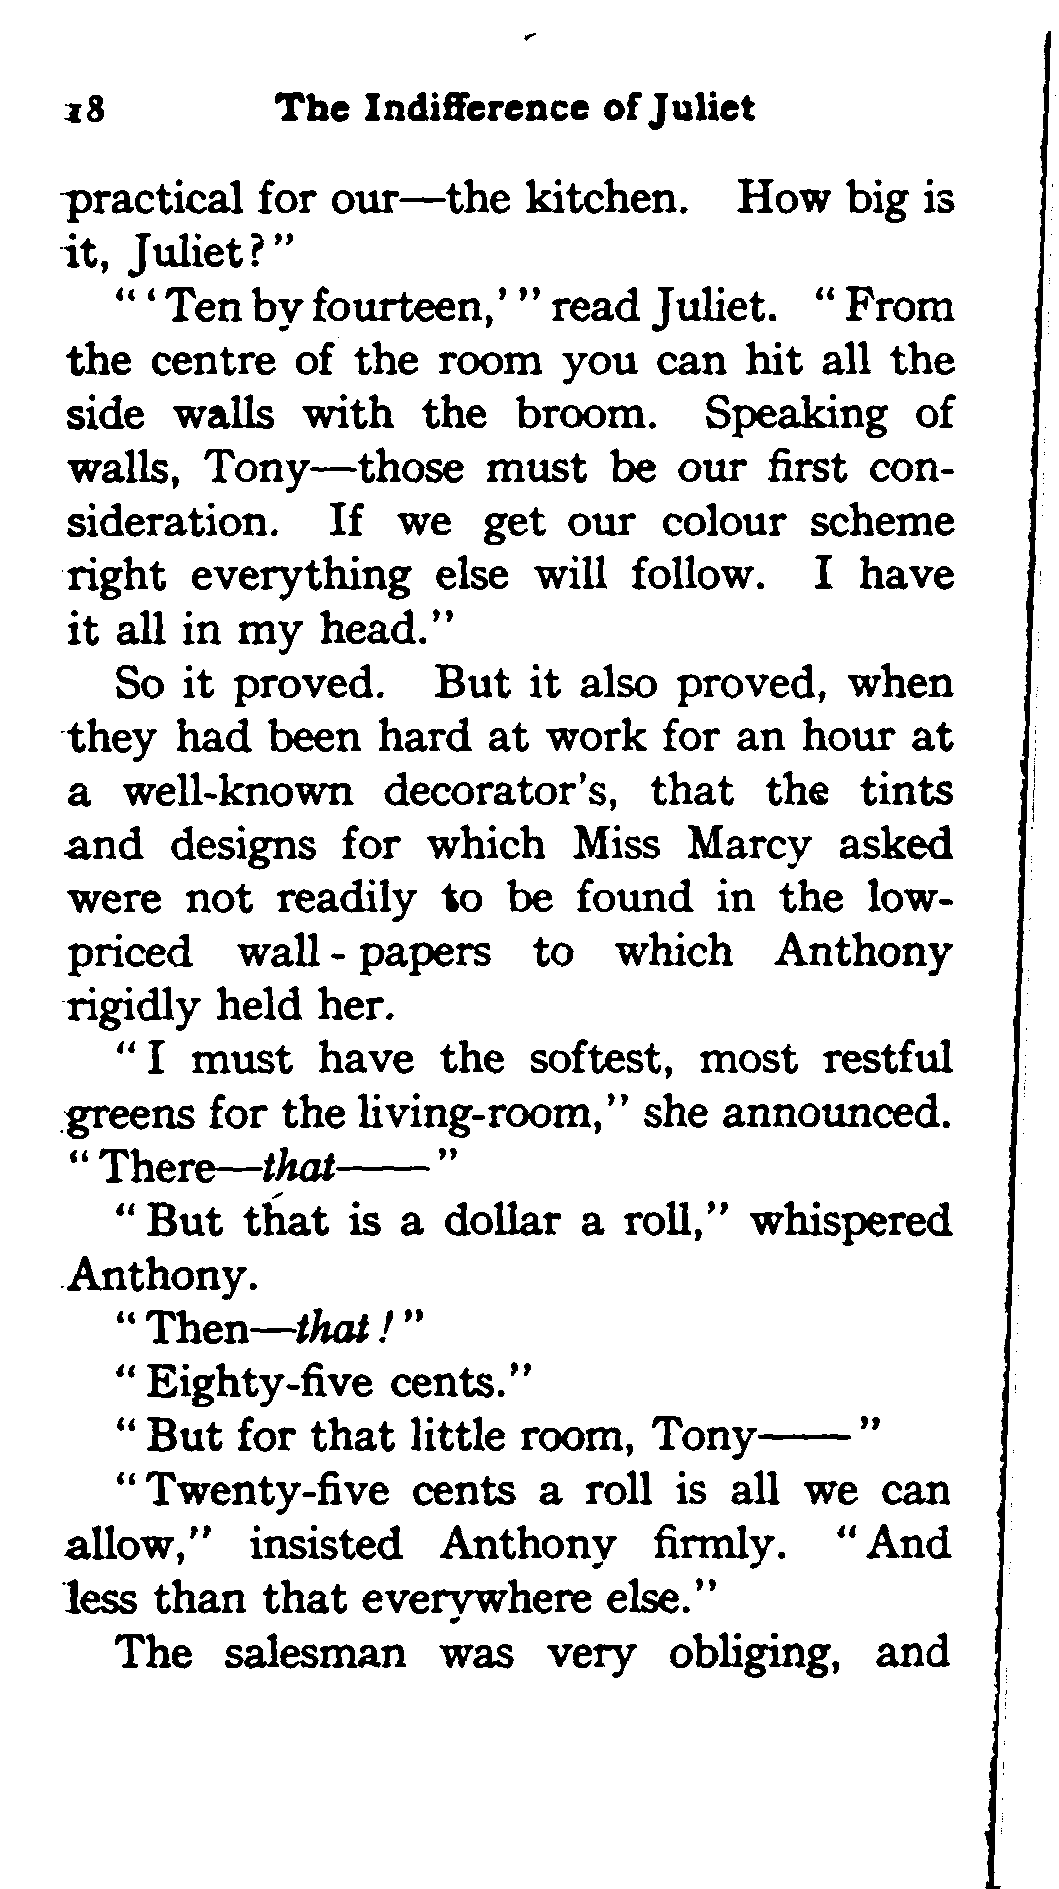 18 The Indifference of Juliet
practical for our—the kitchen. How big is
it, Juliet?"
"'Ten by fourteen,'" read Juliet. "From
the centre of the room you can hit all the
side walls with the broom. Speaking of
walls, Tony—those must be our first con-
sideration. If we get our colour scheme
right everything else will follow. I have
it all in my head."
So it proved. But it also proved, when
they had been hard at work for an hour at
a well-known decorator's, that the tints
and designs for which Miss Marcy asked
were not readily to be found in the low-
priced wall-papers to which Anthony
rigidly held her.
"I must have the softest, most restful
greens for the living-room," she announced.
"There—that——"
"But that is a dollar a roll," whispered
Anthony.
"Then—that!"
"Eighty-five cents."
"But for that little room, Tony——"
"Twenty-five cents a roll is all we can
allow," insisted Anthony firmly. "And
less than that everywhere else."
The salesman was very obliging, and